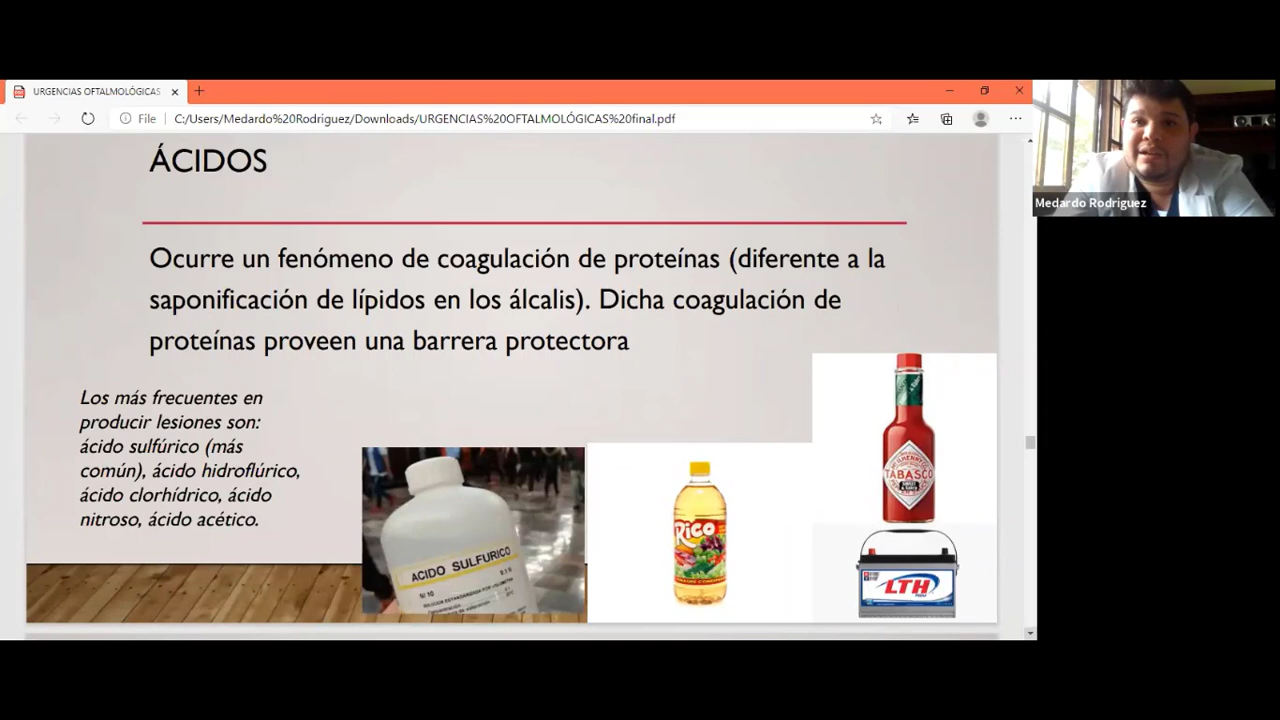 URGENCIAS OFTALMOLÓGICAS
File
C:/Users/Medardo%20Rodriguez/Downloads/URGENCIAS%20OFTALMOLÓGICAS%20final.pdf
Medardo Rodriguez
ÁCIDOS
Ocurre un fenómeno de coagulación de proteínas (diferente a la
saponificación de lípidos en los álcalis). Dicha coagulación de
proteínas proveen una barrera protectora
Los más frecuentes en
producir lesiones son:
ácido sulfúrico (más
común), ácido hidroflúrico,
ácido clorhídrico, ácido
nitroso, ácido acético.
ACIDO SULFURICO
Rico
TABASCO
LTH